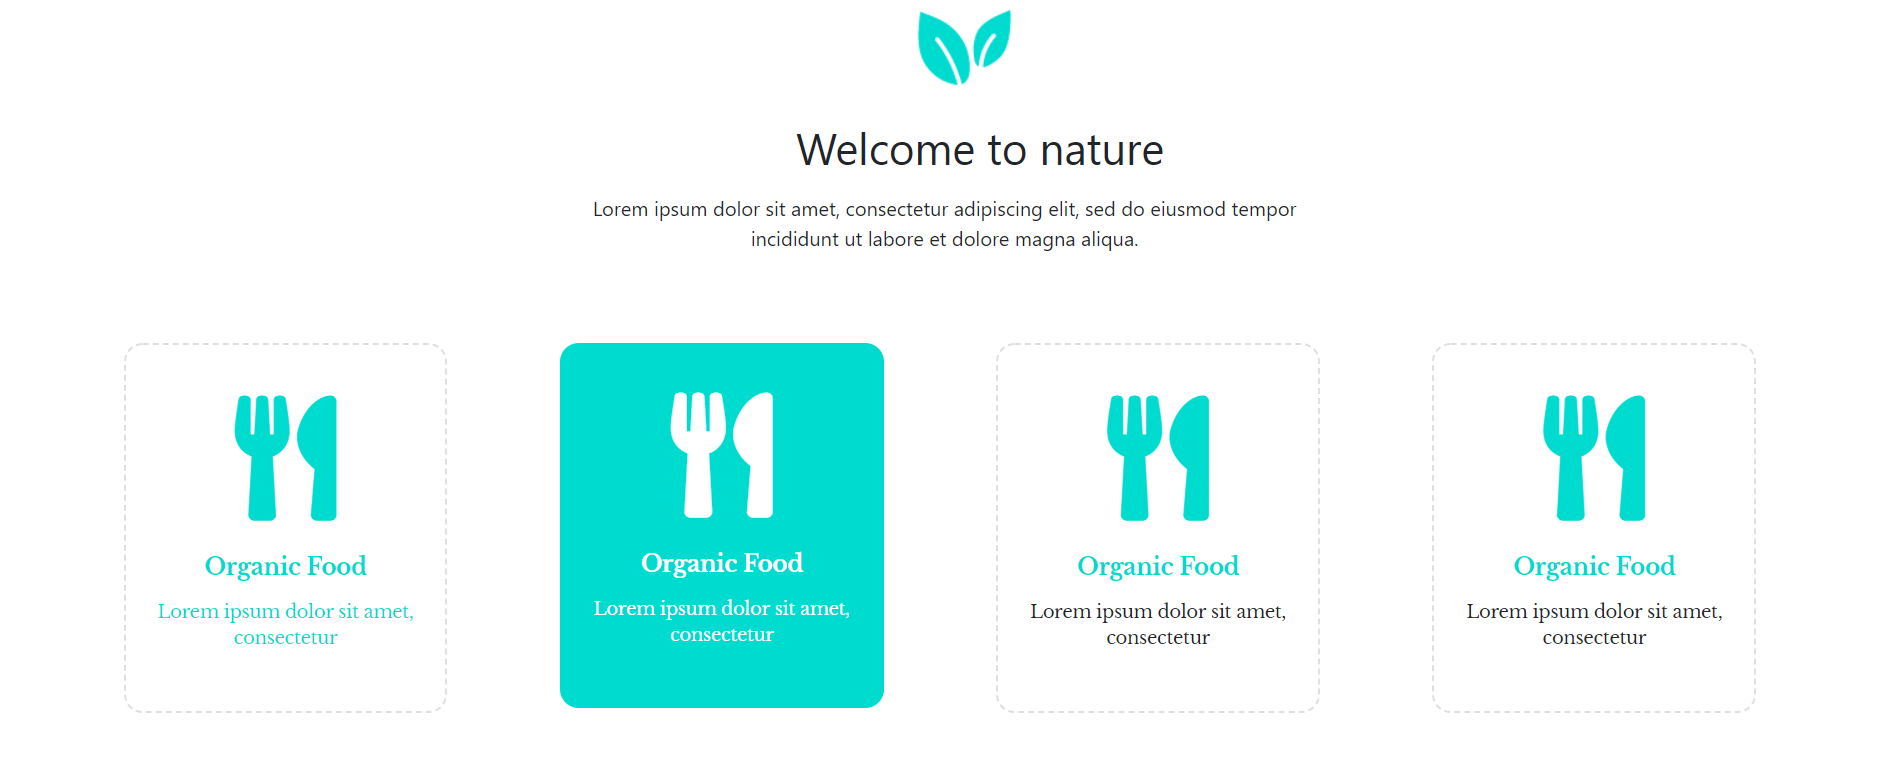 Welcome to nature
Lorem ipsum dolor sit amet, consectetur adipiscing elit, sed do eiusmod tempor
incididunt ut labore et dolore magna aliqua.
Organic Food
Lorem ipsum dolor sit amet,
consectetur
Organic Food
Lorem ipsum dolor sit amet,
consectetur
Organic Food
Lorem ipsum dolor sit amet,
consectetur
Organic Food
Lorem ipsum dolor sit amet,
consectetur